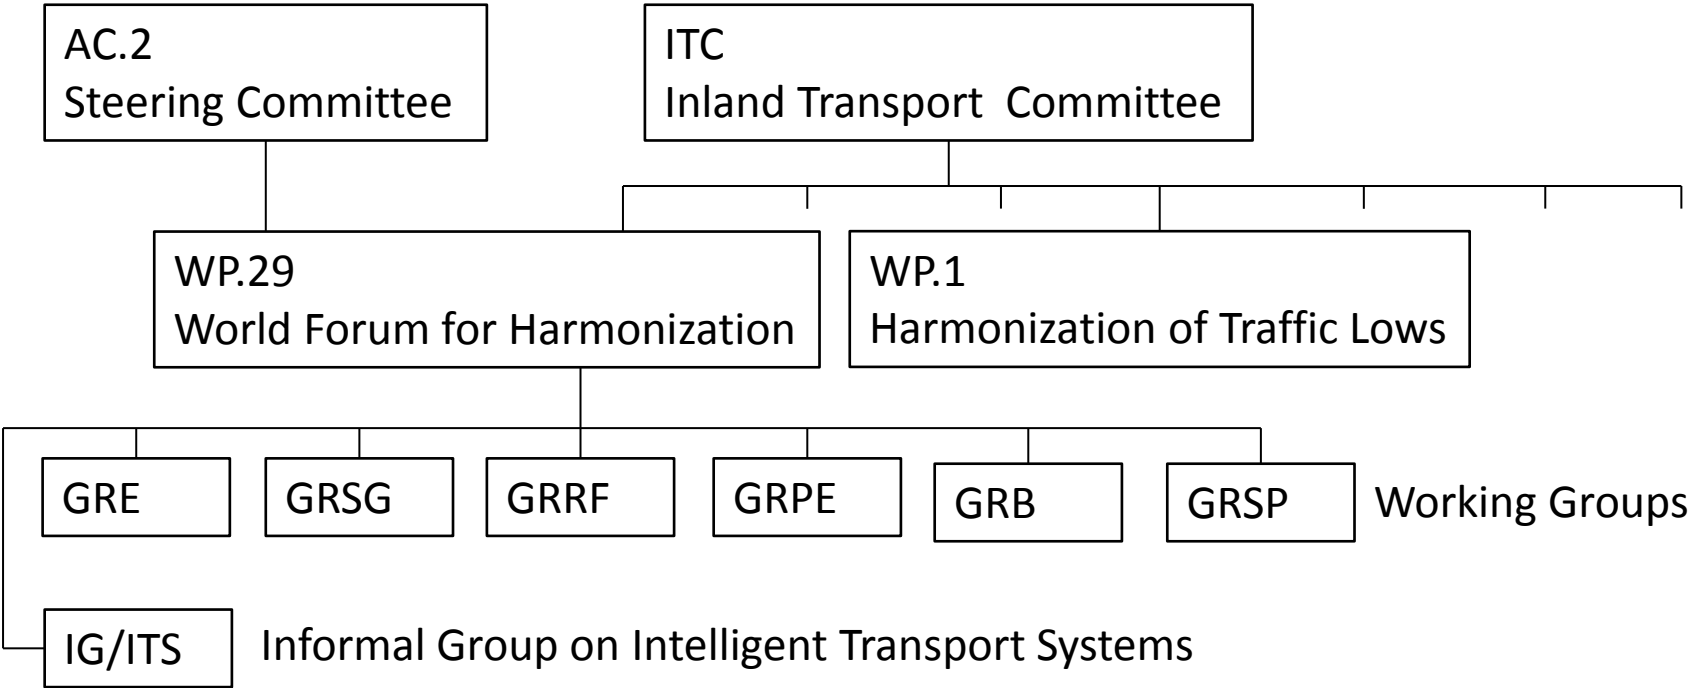 AC.2
Steering Committee
ITC
Inland Transport  Committee
WP.29
World Forum for Harmonization
WP.1
Harmonization of Traffic Lows
GRE
GRSG
GRRF
GRPE
GRB
GRSP
Working Groups
IG/ITS
Informal Group on Intelligent Transport Systems